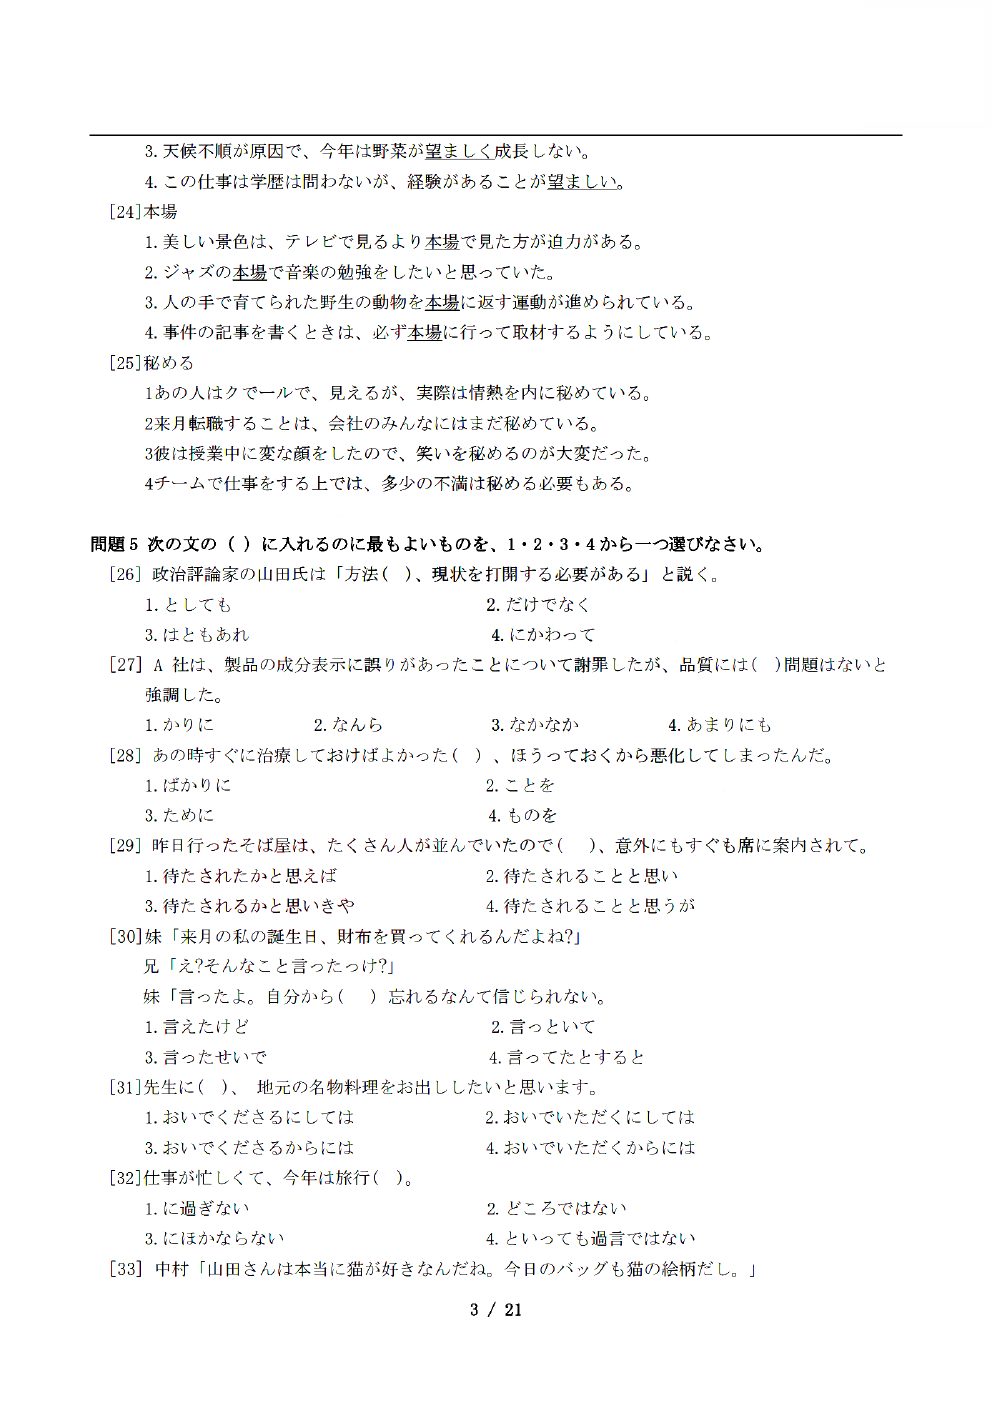 3.天候不順が原因で、今年は野菜が望ましく成長しない。
4.この仕事は学歴は問わないが、経験があることが望ましい。
[24]本場
1.美しい景色は、テレビで見るより本場で見た方が迫力がある。
2.ジャズの本場で音楽の勉強をしたいと思っていた。
3.人の手で育てられた野生の動物を本場に返す運動が進められている。
4.事件の記事を書くときは、必ず本場に行って取材するようにしている。
[25]秘める
1あの人はクでールで、見えるが、実際は情熱を内に秘めている。
2来月転職することは、会社のみんなにはまだ秘めている。
3彼は授業中に変な顔をしたので、笑いを秘めるのが大変だった。
4チームで仕事をする上では、多少の不満は秘める必要もある。
問題5 次の文の（ ）に入れるのに最もよいものを、1・2・3・4から一つ選びなさい。
[26] 政治評論家の山田氏は「方法( )、現状を打開する必要がある」と説く。
1.としても 2.だけでなく
3.はともあれ 4.にかわって
[27] A 社は、製品の成分表示に誤りがあったことについて謝罪したが、品質には( )問題はないと
強調した。
1.かりに 2.なんら 3.なかなか 4.あまりにも
[28] あの時すぐに治療しておけばよかった( )、ほうっておくから悪化してしまったんだ。
1.ばかりに 2.ことを
3.ために 4.ものを
[29] 昨日行ったそば屋は、たくさん人が並んでいたので( )、意外にもすぐも席に案内されて。
1.待たされたかと思えば 2.待たされることと思い
3.待たされるかと思いきや 4.待たされることと思うが
[30]妹「来月の私の誕生日、財布を買ってくれるんだよね?」
兄「え?そんなこと言ったっけ?」
妹「言ったよ。自分から( ) 忘れるなんて信じられない。
1.言えたけど 2.言っといて
3.言ったせいで 4.言ってたとすると
[31]先生に( )、 地元の名物料理をお出ししたいと思います。
1.おいでくださるにしては 2.おいでいただくにしては
3.おいでくださるからには 4.おいでいただくからには
[32]仕事が忙しくて、今年は旅行( )。
1.に過ぎない 2.どころではない
3.にほかならない 4.といっても過言ではない
[33] 中村「山田さんは本当に猫が好きなんだね。今日のバッグも猫の絵柄だし。」
3 / 21